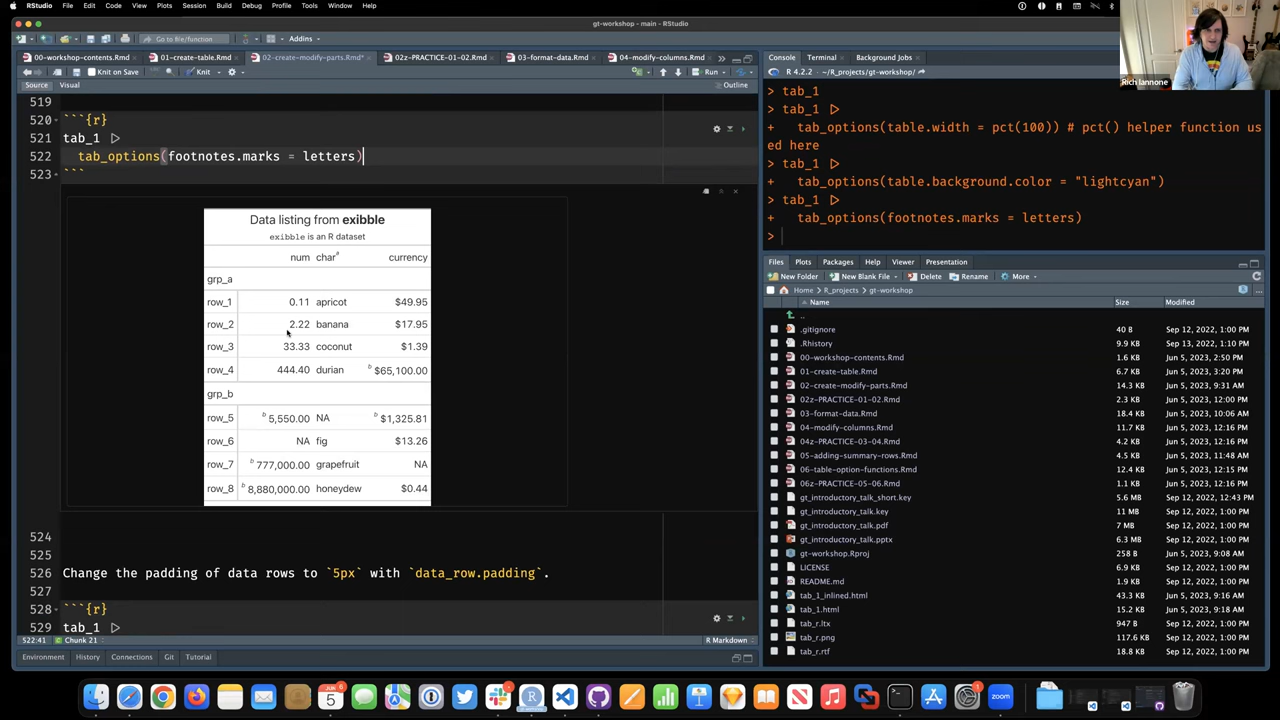 RStudio File Edit Code View Plots Session Build Debug Profile Tools Window Help
gt-workshop - main - RStudio
Go to file/function Addins
00-workshop-contents.Rmd 01-create-table.Rmd 02-create-modify-parts.Rmd* 02z-PRACTICE-01-02.Rmd 03-format-data.Rmd 04-modify-columns.Rmd
Knit on Save Knit Run
Source Visual Outline
519
520 ```{r}
521 tab_1 |>
522 tab_options(footnotes.marks = letters)
523 ```
Data listing from exibble
exibble is an R dataset
num char a currency
grp_a
row_1 0.11 apricot $49.95
row_2 2.22 banana $17.95
row_3 33.33 coconut $1.39
row_4 444.40 durian b $65,100.00
grp_b
row_5 b 5,550.00 NA b $1,325.81
row_6 NA fig $13.26
row_7 b 777,000.00 grapefruit NA
row_8 b 8,880,000.00 honeydew $0.44
524
525
526 Change the padding of data rows to `5px` with `data_row.padding`.
527
528 ```{r}
529 tab_1 |>
522:41 Chunk 21 R Markdown
Environment History Connections Git Tutorial
Console Terminal Background Jobs
R 4.2.2 · ~/R_projects/gt-workshop/
> tab_1
> tab_1 |>
+ tab_options(table.width = pct(100)) # pct() helper function us
ed here
> tab_1 |>
+ tab_options(table.background.color = "lightcyan")
> tab_1 |>
+ tab_options(footnotes.marks = letters)
>
Files Plots Packages Help Viewer Presentation
New Folder New Blank File Delete Rename More
Home R_projects gt-workshop
Name Size Modified
..
.gitignore 40 B Sep 12, 2022, 1:00 PM
.Rhistory 9.9 KB Sep 13, 2022, 1:10 PM
00-workshop-contents.Rmd 1.6 KB Jun 5, 2023, 2:50 PM
01-create-table.Rmd 6.7 KB Jun 5, 2023, 9:31 AM
02-create-modify-parts.Rmd 14.3 KB Jun 5, 2023, 9:31 AM
02z-PRACTICE-01-02.Rmd 2.3 KB Jun 5, 2023, 12:00 PM
03-format-data.Rmd 18.4 KB Jun 5, 2023, 10:06 AM
04-modify-columns.Rmd 11.7 KB Jun 5, 2023, 12:16 PM
04z-PRACTICE-03-04.Rmd 4.2 KB Jun 5, 2023, 12:16 PM
05-adding-summary-rows.Rmd 4.5 KB Jun 5, 2023, 11:48 AM
06-table-option-functions.Rmd 12.4 KB Jun 5, 2023, 12:15 PM
06z-PRACTICE-05-06.Rmd 1.1 KB Jun 5, 2023, 12:16 PM
gt_introductory_talk_short.key 5.6 MB Sep 12, 2022, 12:43 PM
gt_introductory_talk.key 11 MB Sep 12, 2022, 1:00 PM
gt_introductory_talk.pdf 7 MB Sep 12, 2022, 1:00 PM
gt_introductory_talk.pptx 6.3 MB Sep 12, 2022, 1:00 PM
gt-workshop.Rproj 258 B Jun 5, 2023, 9:08 AM
LICENSE 6.9 KB Sep 12, 2022, 1:00 PM
README.md 1.9 KB Sep 12, 2022, 1:00 PM
tab_1_inlined.html 43.3 KB Jun 5, 2023, 9:16 AM
tab_1.html 15.2 KB Jun 5, 2023, 9:18 AM
tab_r.ltx 947 B Sep 12, 2022, 1:00 PM
tab_r.png 117.6 KB Sep 12, 2022, 1:00 PM
tab_r.rtf 18.8 KB Sep 12, 2022, 1:00 PM
Rich Iannone
JUN
5
zoom